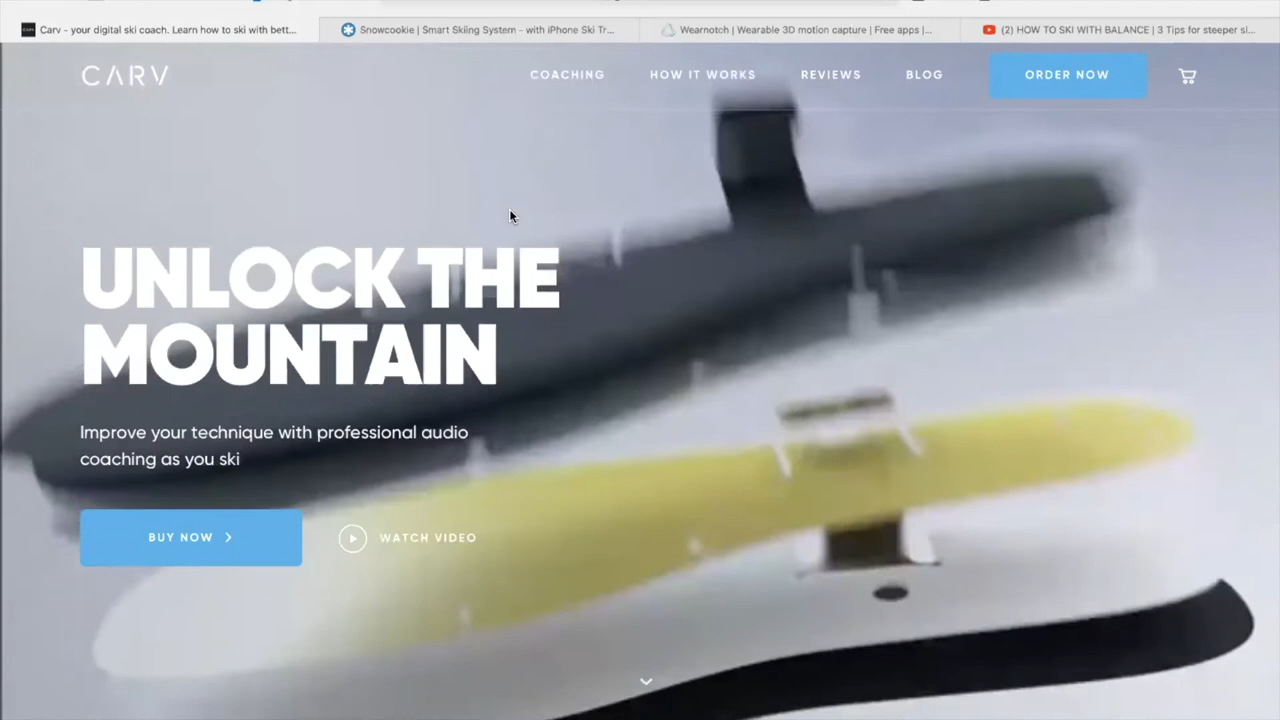 Carv - your digital ski coach. Learn how to ski with bett...
Snowcookie | Smart Skiing System - with iPhone Ski Tr...
Wearnotch | Wearable 3D motion capture | Free apps |...
(2) HOW TO SKI WITH BALANCE | 3 Tips for steeper sl...
CARV
COACHING
HOW IT WORKS
REVIEWS
BLOG
ORDER NOW
UNLOCK THE
MOUNTAIN
Improve your technique with professional audio
coaching as you ski
BUY NOW
WATCH VIDEO